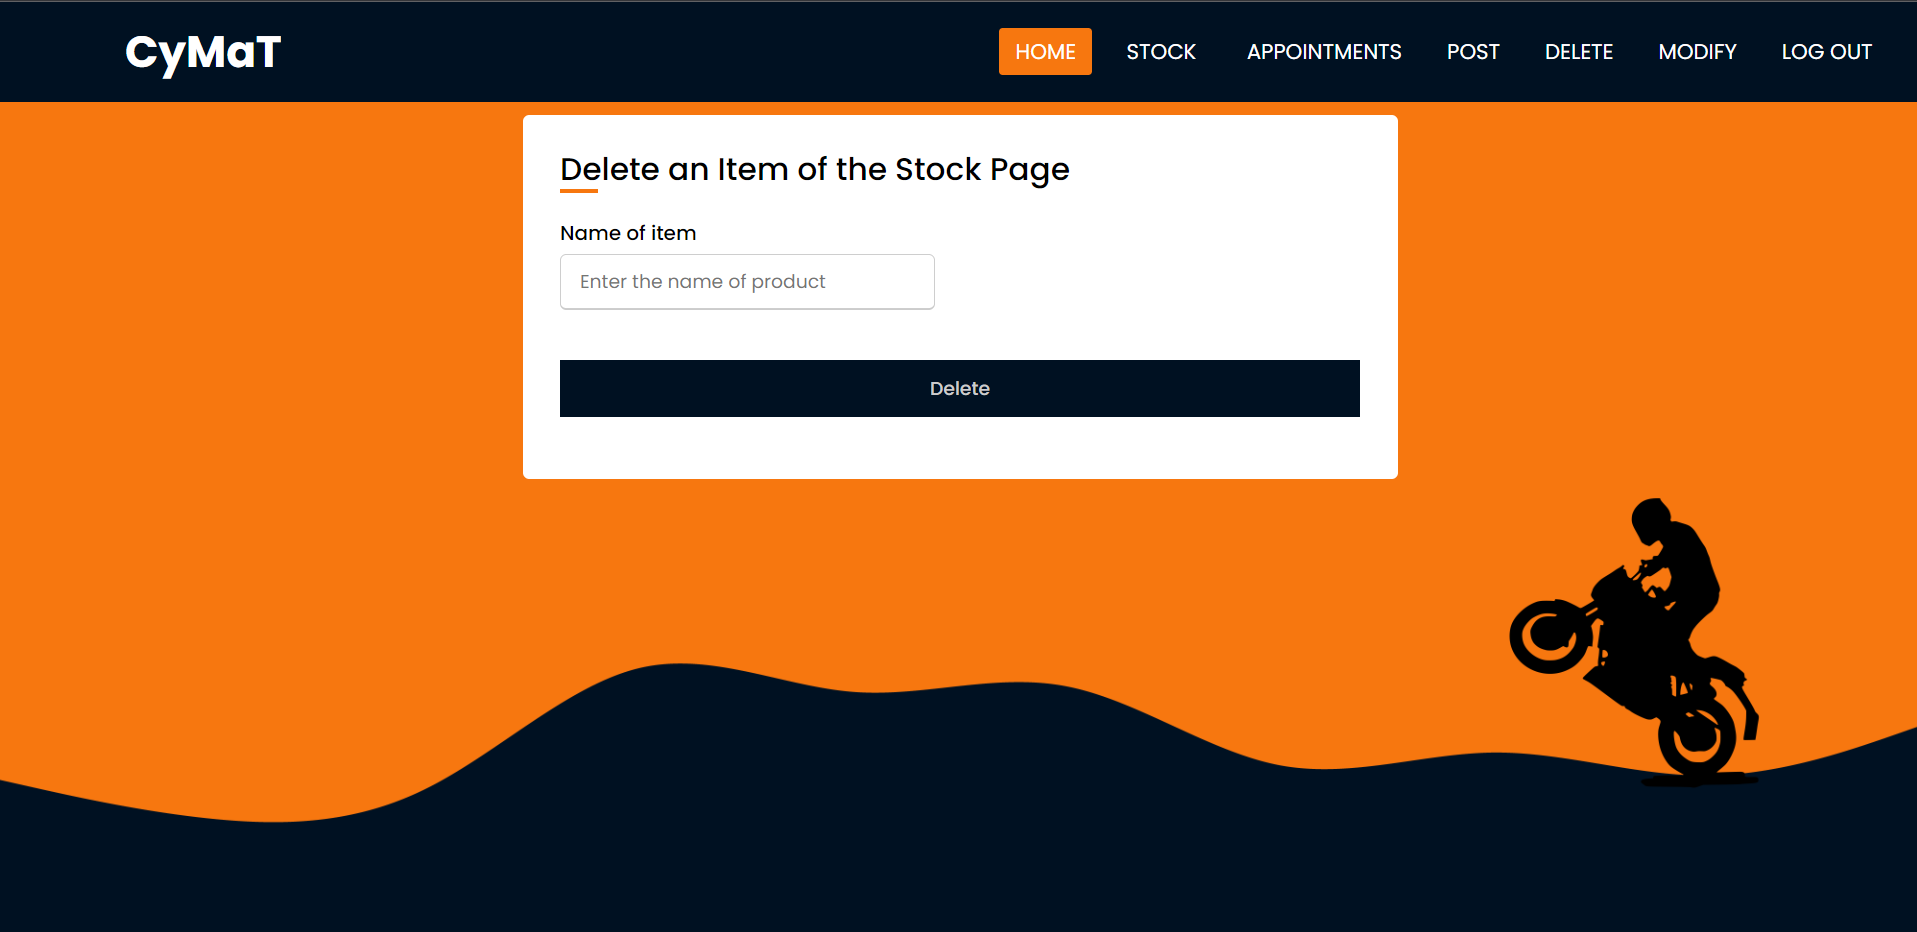 CyMaT
HOME STOCK APPOINTMENTS POST DELETE MODIFY LOG OUT
Delete an Item of the Stock Page
Name of item
Enter the name of product
Delete